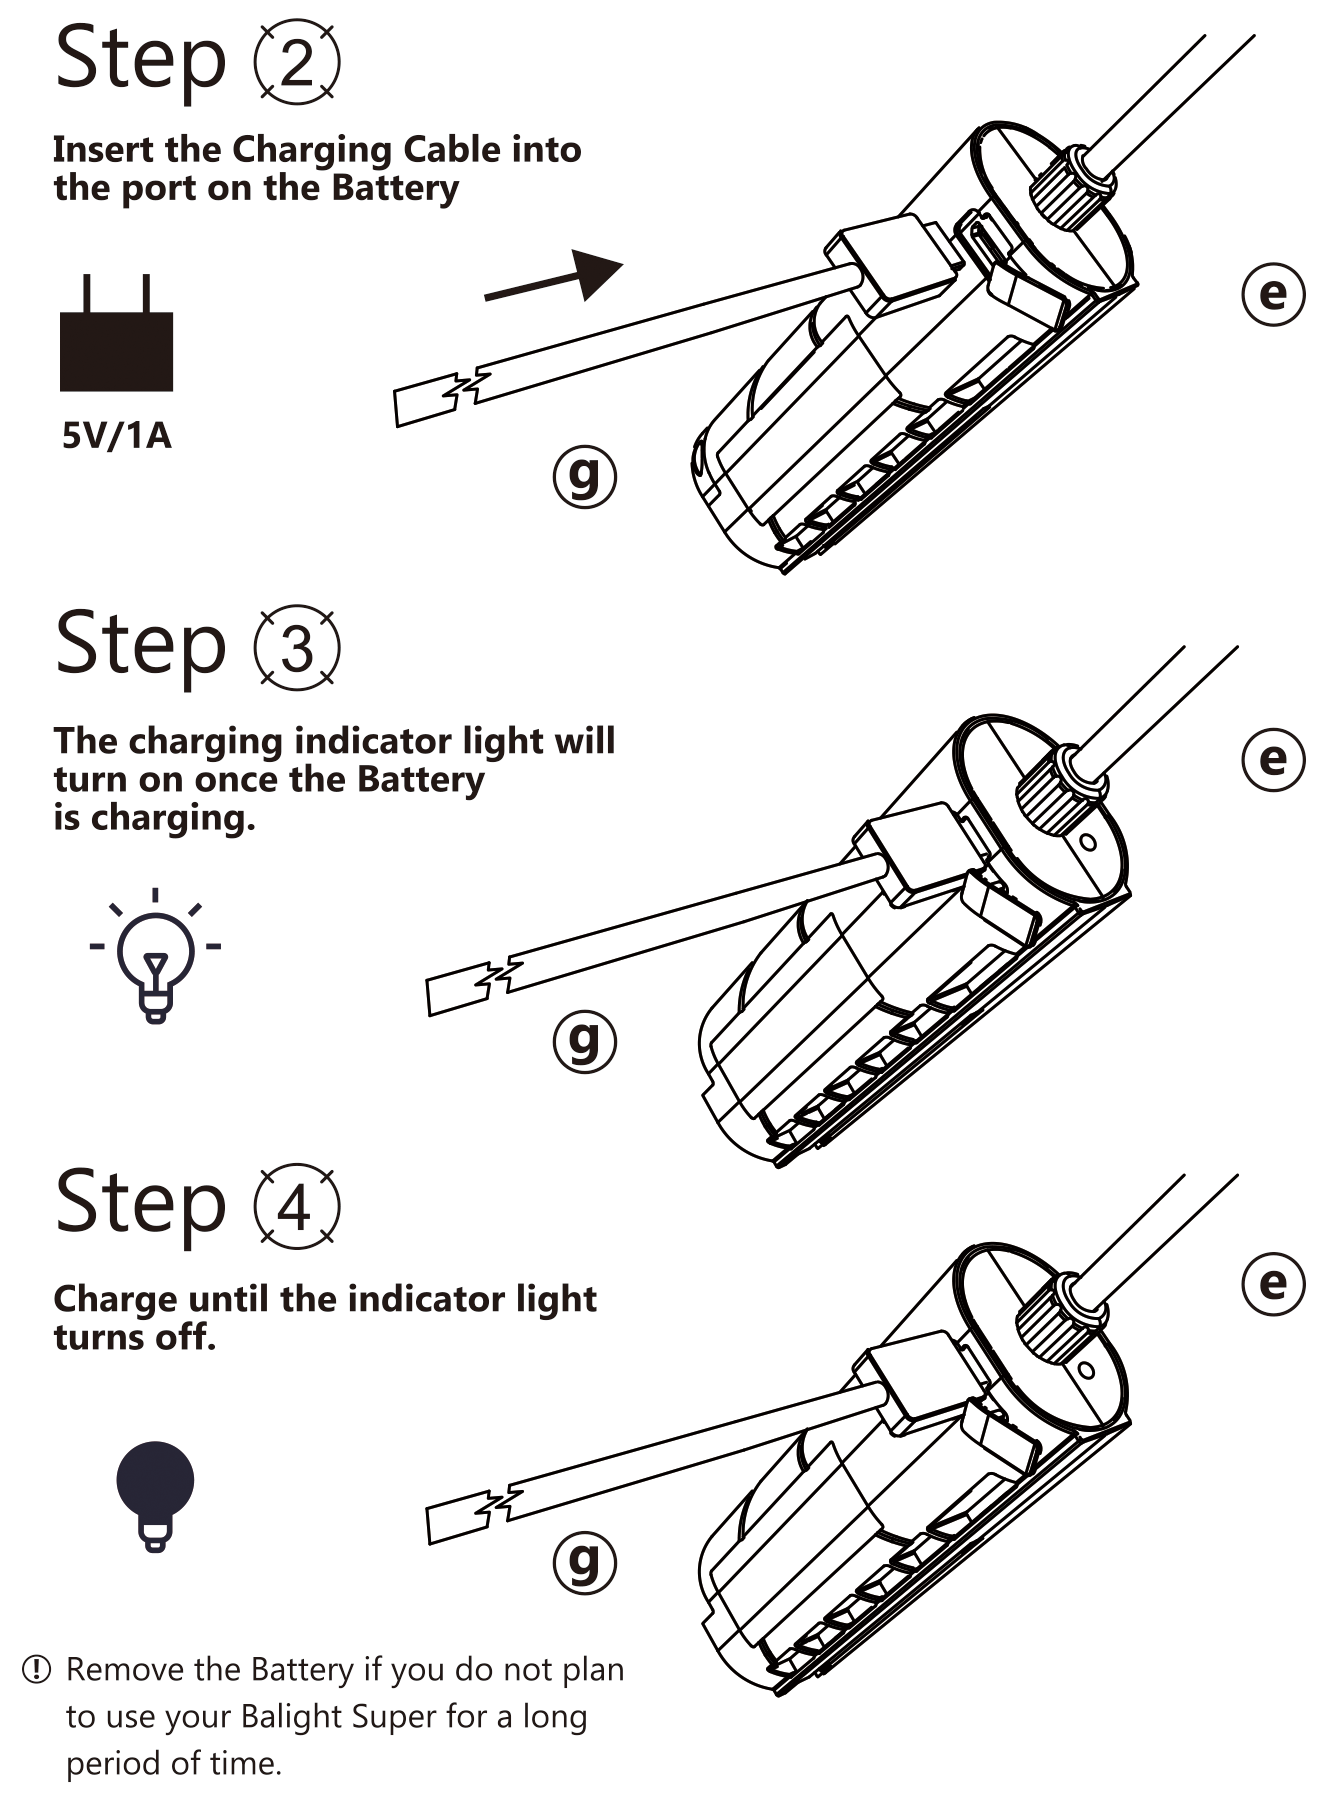 Step 2
Insert the Charging Cable into
the port on the Battery
e
5V/1A
g
Step 3
The charging indicator light will
turn on once the Battery
is charging.
e
g
Step 4
Charge until the indicator light
turns off.
e
g
! Remove the Battery if you do not plan
to use your Balight Super for a long
period of time.